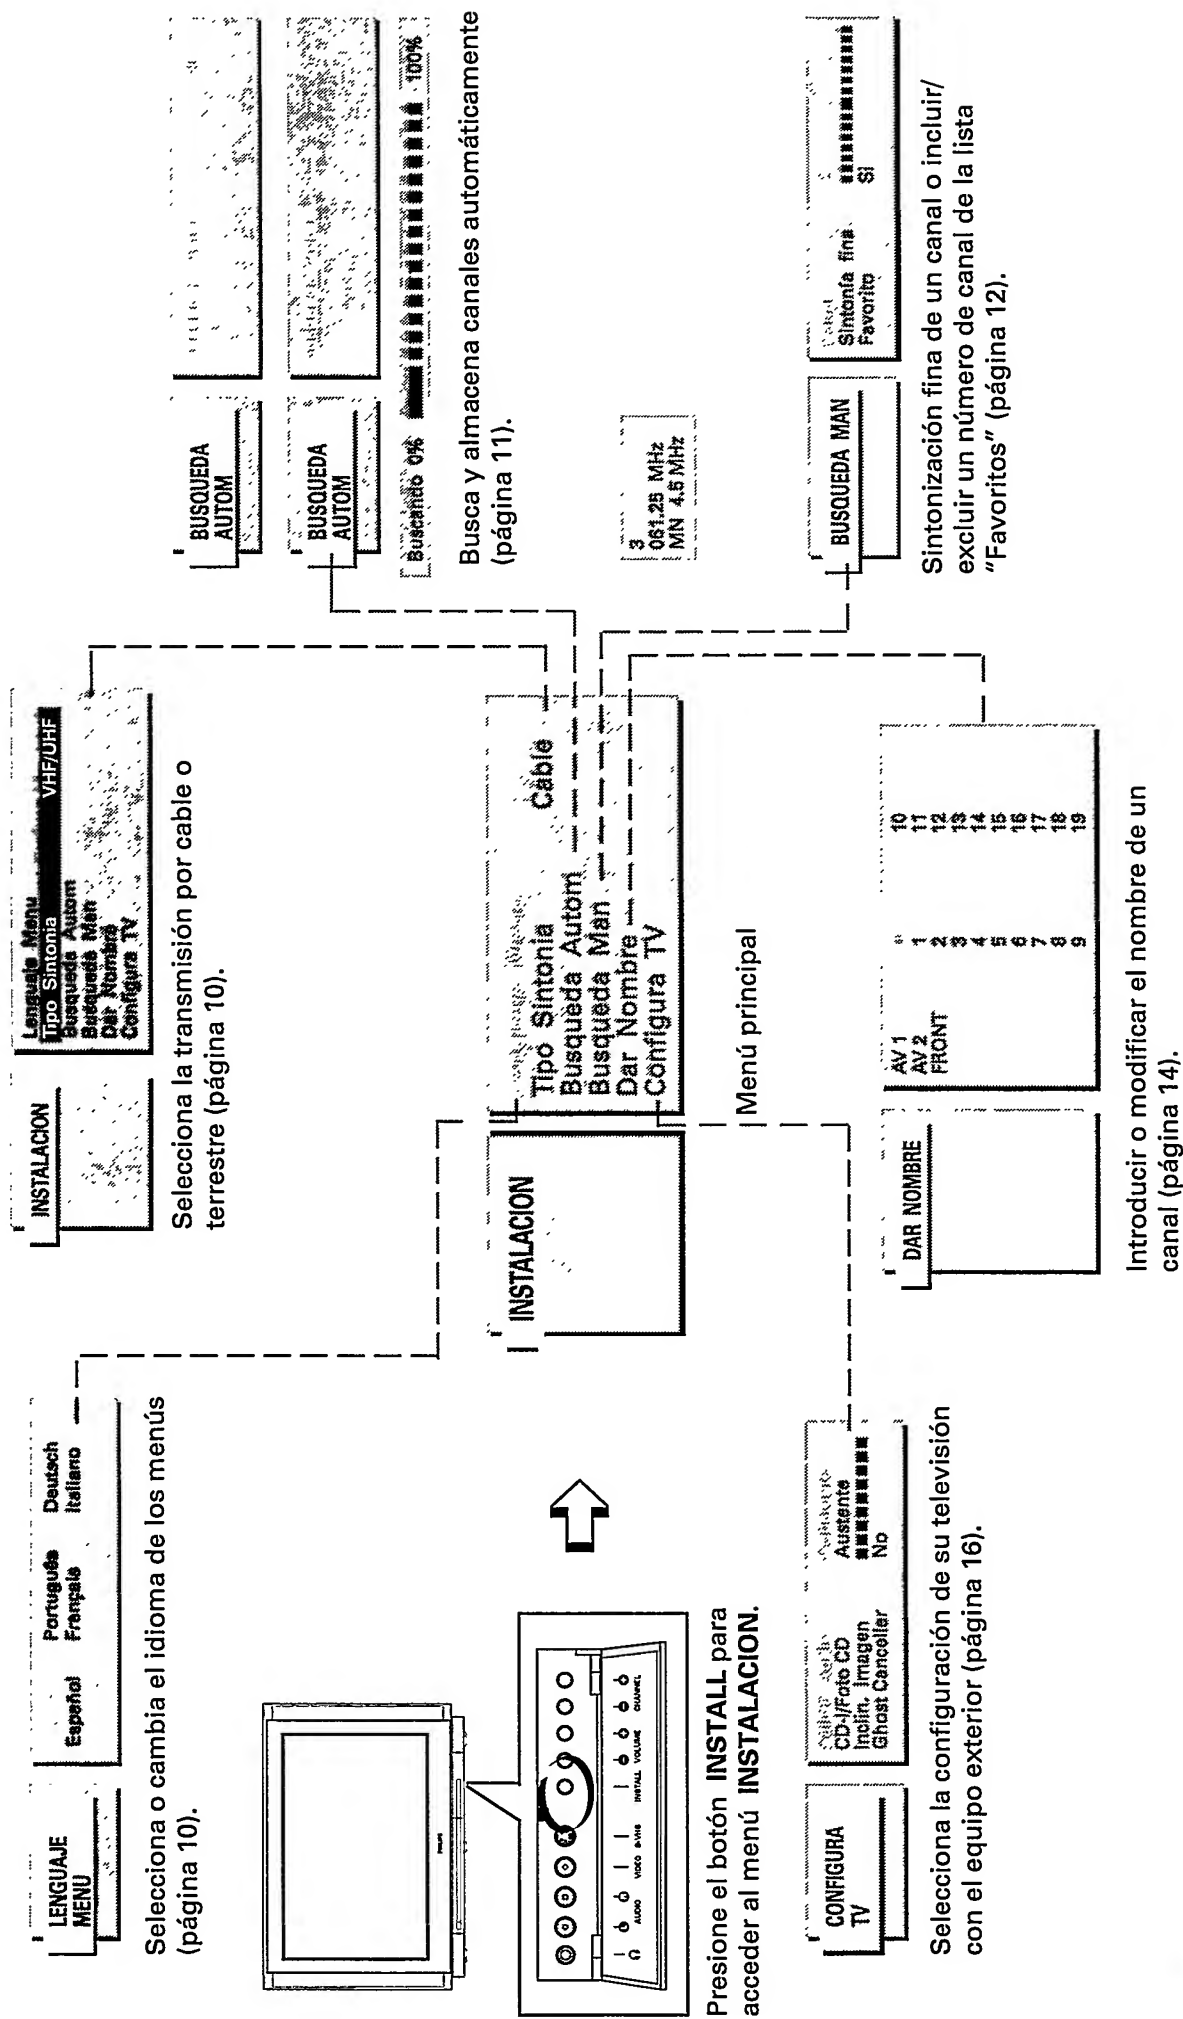 LENGUAJE
MENU
Español
Português
Deutsch
Français
Italiano
Selecciona o cambia el idioma de los menús
(página 10).
INSTALACION
Lenguaje Menu
Tipo Sintonia VHF/UHF
Busqueda Autom
Busqueda Man
Dar Nombre
Configura TV
Selecciona la transmisión por cable o
terrestre (página 10).
BUSQUEDA
AUTOM
BUSQUEDA
AUTOM
Buscando 0% 100%
Busca y almacena canales automáticamente
(página 11).
INSTALL
AUDIO VIDEO S-VHS INSTALL VOLUME CHANNEL
Presione el botón INSTALL para
acceder al menú INSTALACION.
INSTALACION
Tipo Sintonia Cable
Busqueda Autom
Busqueda Man
Dar Nombre
Configura TV
Menú principal
3
061.25 MHz
MN 4.5 MHz
BUSQUEDA MAN
Sintonía fina
Favorito Si
Sintonización fina de un canal o incluir/
excluir un número de canal de la lista
"Favoritos" (página 12).
CONFIGURA
TV
CD-I/Foto CD Austente
Inclin. Imagen
Ghost Canceller No
Selecciona la configuración de su televisión
con el equipo exterior (página 16).
DAR NOMBRE
AV 1 10
AV 2 1 11
FRONT 2 12
3 13
4 14
5 15
6 16
7 17
8 18
9 19
Introducir o modificar el nombre de un
canal (página 14).